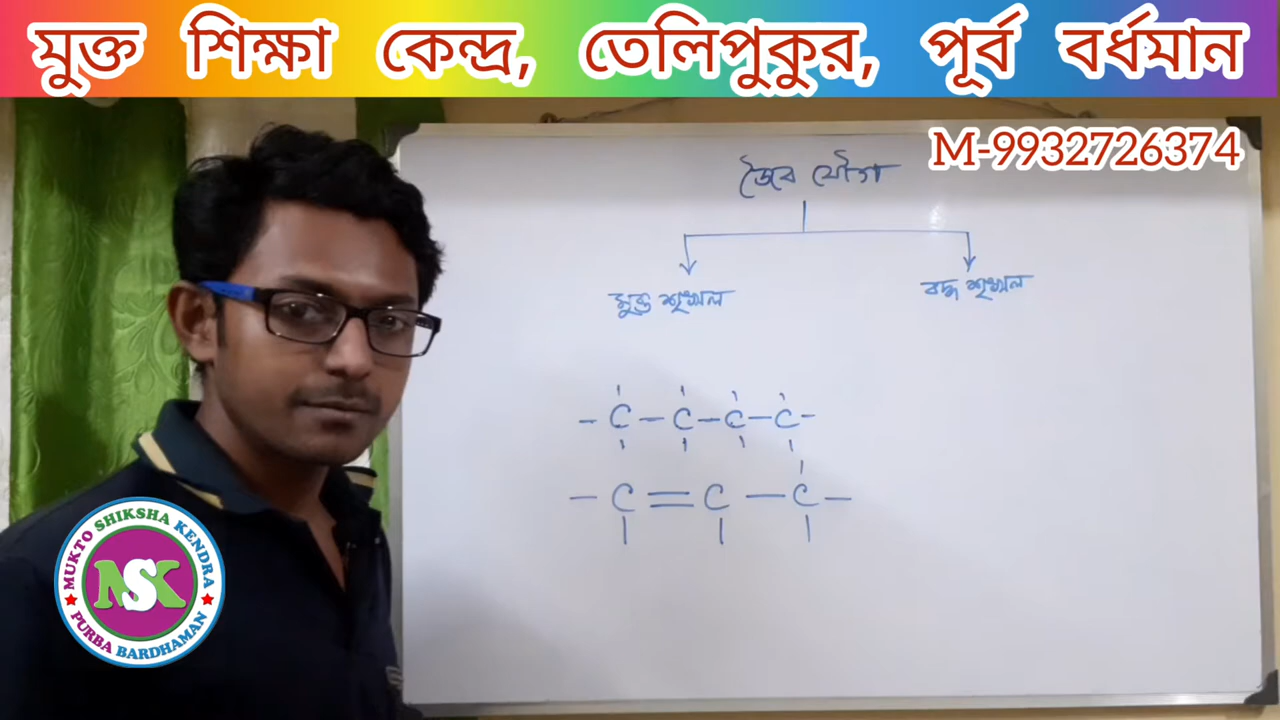 মুক্ত শিক্ষা কেন্দ্র, তেলিপুকুর, পূর্ব বর্ধমান
M-9932726374
জৈব যৌগ
মুক্ত শৃঙ্খল
বদ্ধ শৃঙ্খল
- C - C - C - C -
- C = C - C -
MUKTO SHIKSHA KENDRA
MSK
PURBA BARDHAMAN